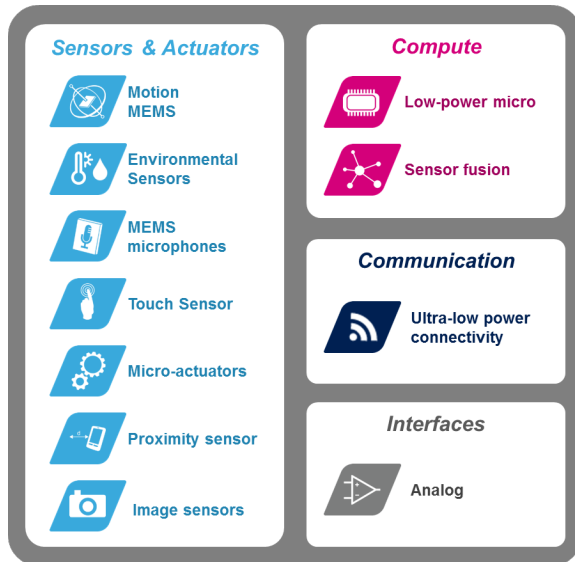 Sensors & Actuators
Motion
MEMS
Environmental
Sensors
MEMS
microphones
Touch Sensor
Micro-actuators
d
Proximity sensor
Image sensors
Compute
Low-power micro
Sensor fusion
Communication
Ultra-low power
connectivity
Interfaces
Analog